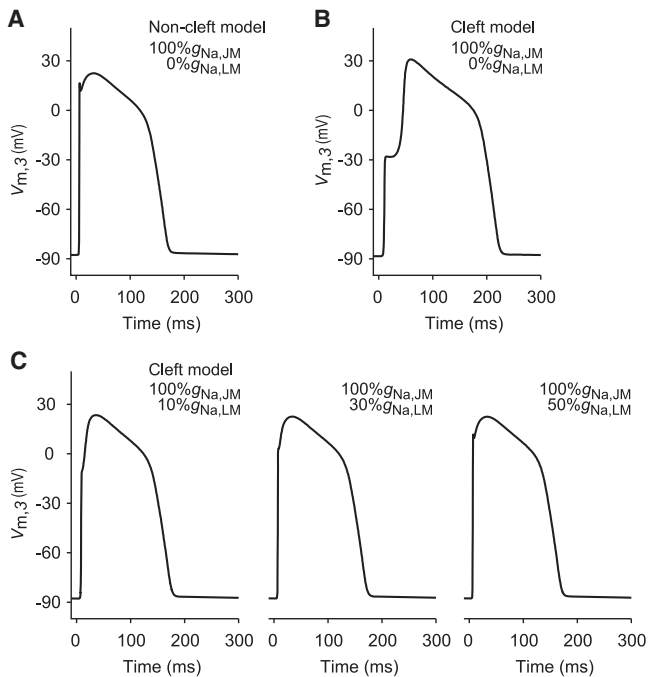 A
Non-cleft model
100%gNa,JM
0%gNa,LM
30
0
-30
-60
-90
Vm,3 (mV)
0 100 200 300
Time (ms)
B
Cleft model
100%gNa,JM
0%gNa,LM
30
0
-30
-60
-90
Vm,3 (mV)
0 100 200 300
Time (ms)
C
Cleft model
100%gNa,JM
10%gNa,LM
100%gNa,JM
30%gNa,LM
100%gNa,JM
50%gNa,LM
30
0
-30
-60
-90
Vm,3 (mV)
0 100 200 300
0 100 200 300
0 100 200 300
Time (ms)
Time (ms)
Time (ms)